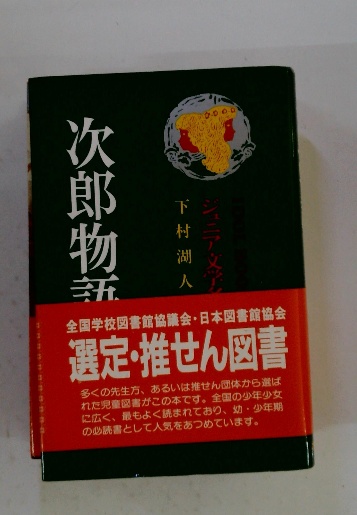 次郎物語
下村湖人
ジュニア文学
全国学校図書館協議会・日本図書館協会
選定・推せん図書
多くの先生方、あるいは推せん団体から選ば
れた児童図書がこの本です。全国の少年少女
に広く、最もよく読まれており、幼・少年期
の必読書として人気をあつめています。